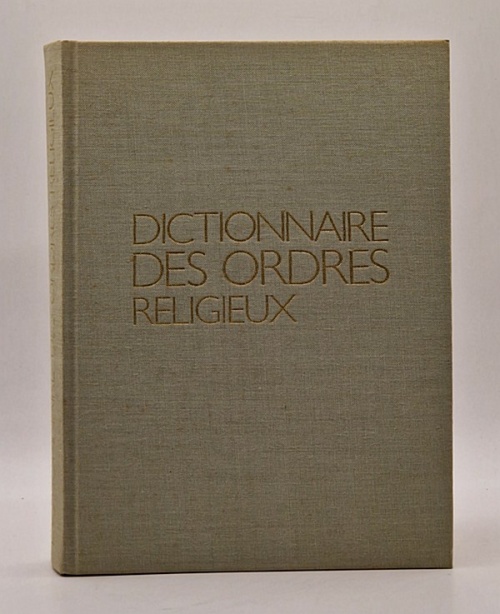 DICTIONNAIRE
DES ORDRES
RELIGIEUX